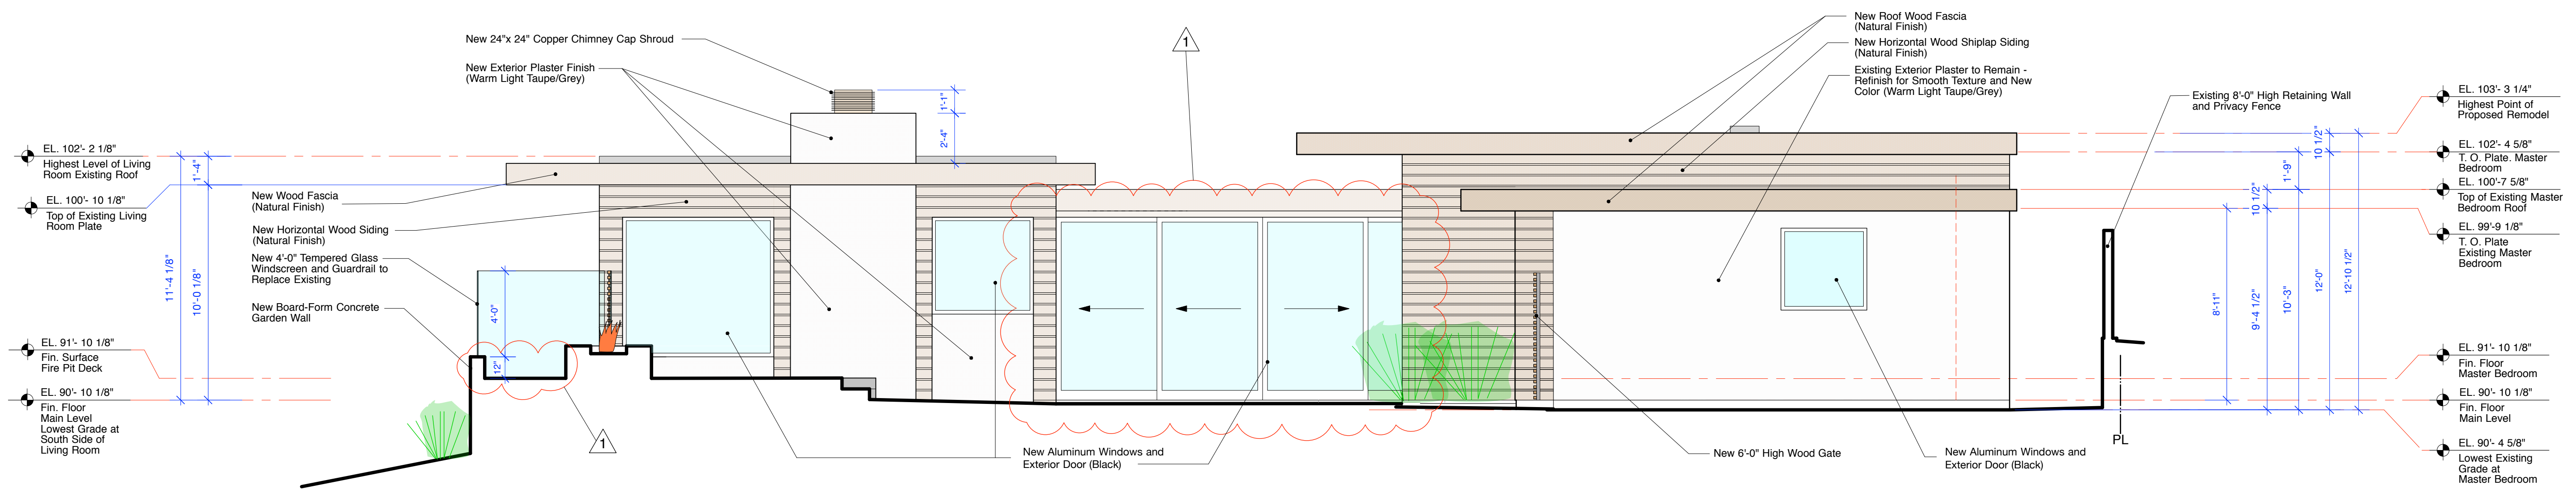 New 24"x 24" Copper Chimney Cap Shroud
New Exterior Plaster Finish
(Warm Light Taupe/Grey)
1
New Roof Wood Fascia
(Natural Finish)
New Horizontal Wood Shiplap Siding
(Natural Finish)
Existing Exterior Plaster to Remain -
Refinish for Smooth Texture and New
Color (Warm Light Taupe/Grey)
Existing 8'-0" High Retaining Wall
and Privacy Fence
EL. 102'- 2 1/8"
Highest Level of Living
Room Existing Roof
EL. 100'- 10 1/8"
Top of Existing Living
Room Plate
EL. 91'- 10 1/8"
Fin. Surface
Fire Pit Deck
EL. 90'- 10 1/8"
Fin. Floor
Main Level
Lowest Grade at
South Side of
Living Room
11'-4 1/8"
10'-0 1/8"
1'-4"
New Wood Fascia
(Natural Finish)
New Horizontal Wood Siding
(Natural Finish)
New 4'-0" Tempered Glass
Windscreen and Guardrail to
Replace Existing
New Board-Form Concrete
Garden Wall
4'-0"
12"
1'-1"
2'-4"
1
New Aluminum Windows and
Exterior Door (Black)
New 6'-0" High Wood Gate
New Aluminum Windows and
Exterior Door (Black)
PL
8'-11"
9'-4 1/2"
10 1/2"
10'-3"
1'-9"
12'-0"
10 1/2"
12'-10 1/2"
EL. 103'- 3 1/4"
Highest Point of
Proposed Remodel
EL. 102'- 4 5/8"
T. O. Plate. Master
Bedroom
EL. 100'-7 5/8"
Top of Existing Master
Bedroom Roof
EL. 99'-9 1/8"
T. O. Plate
Existing Master
Bedroom
EL. 91'- 10 1/8"
Fin. Floor
Master Bedroom
EL. 90'- 10 1/8"
Fin. Floor
Main Level
EL. 90'- 4 5/8"
Lowest Existing
Grade at
Master Bedroom